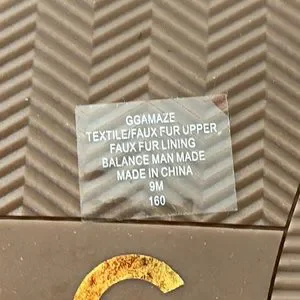 GGAMAZE
TEXTILE/FAUX FUR UPPER,
FAUX FUR LINING
BALANCE MAN MADE
MADE IN CHINA
9M
160